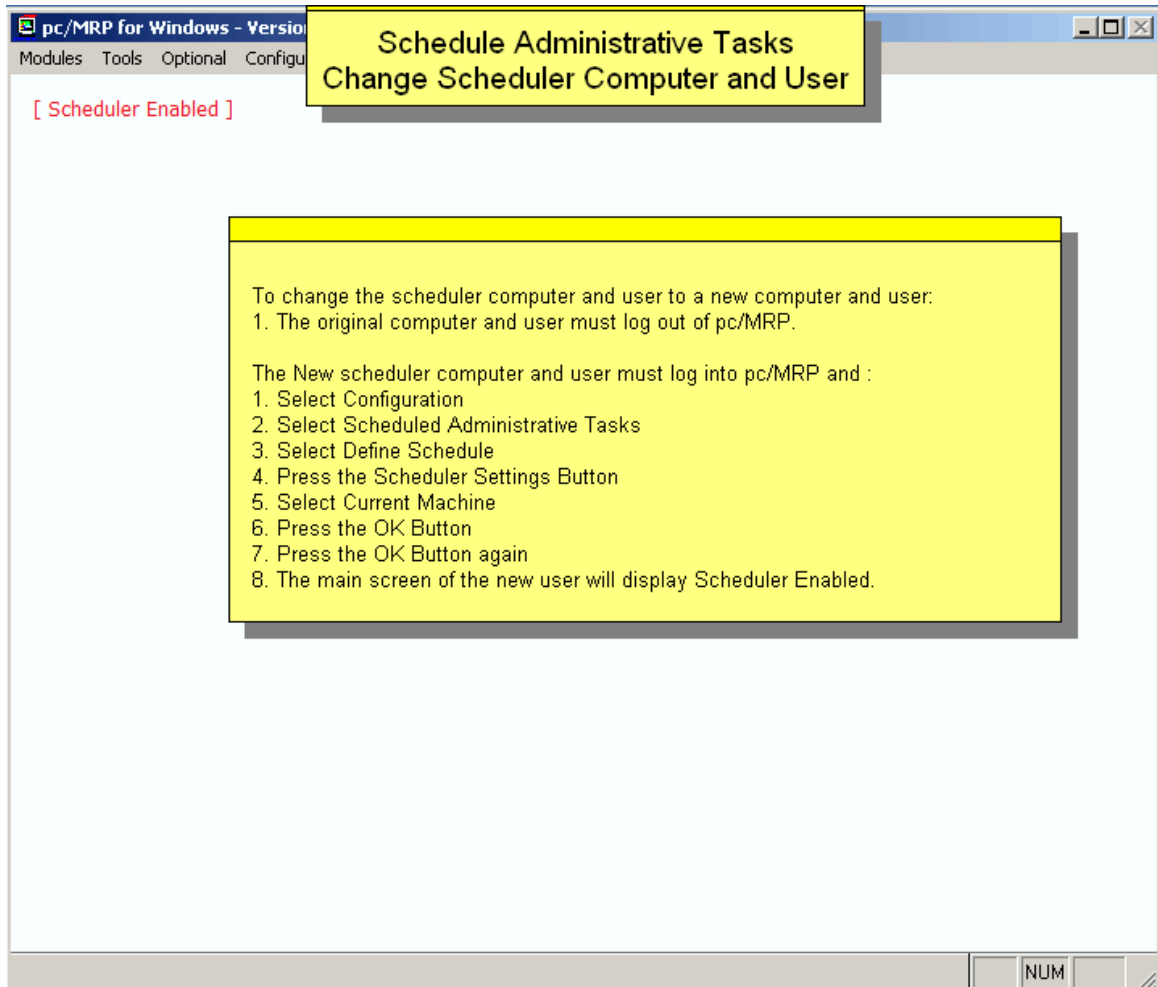 pc/MRP for Windows - Versio
Schedule Administrative Tasks
Change Scheduler Computer and User
Modules Tools Optional Configu
[ Scheduler Enabled ]
To change the scheduler computer and user to a new computer and user:
1. The original computer and user must log out of pc/MRP.
The New scheduler computer and user must log into pc/MRP and :
1. Select Configuration
2. Select Scheduled Administrative Tasks
3. Select Define Schedule
4. Press the Scheduler Settings Button
5. Select Current Machine
6. Press the OK Button
7. Press the OK Button again
8. The main screen of the new user will display Scheduler Enabled.
NUM